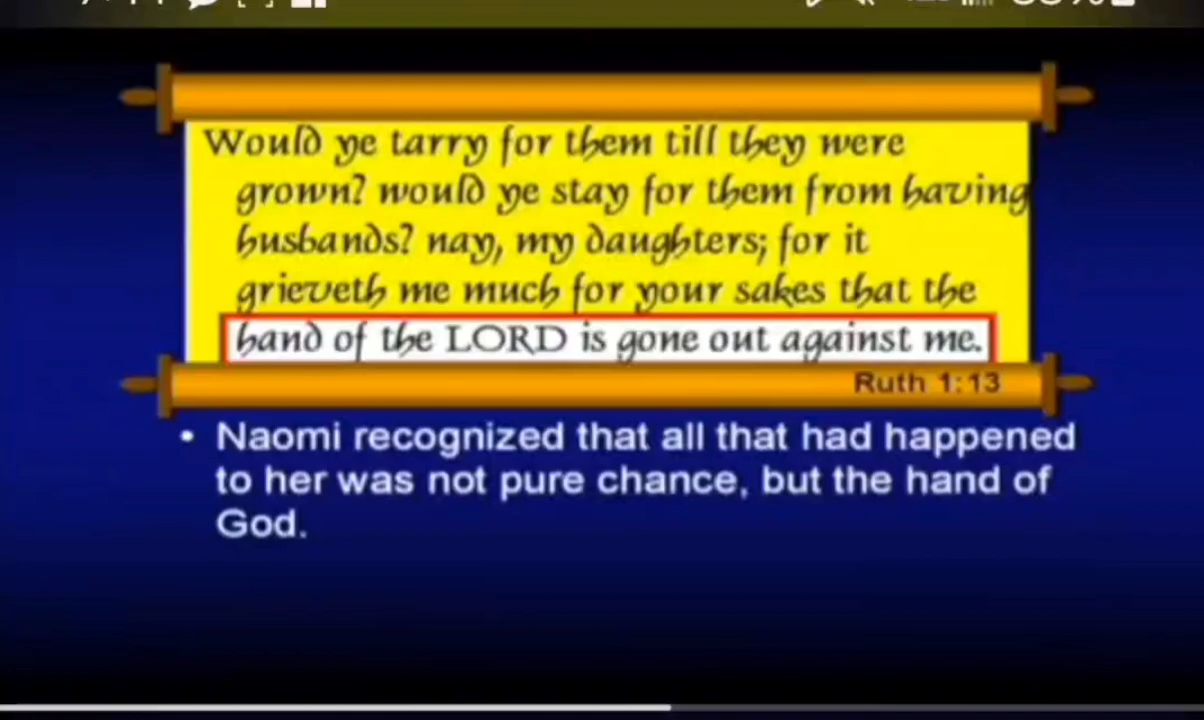 Would ye tarry for them till they were
grown? would ye stay for them from having
husbands? nay, my daughters; for it
grieveth me much for your sakes that the
hand of the LORD is gone out against me.
Ruth 1:13
• Naomi recognized that all that had happened
to her was not pure chance, but the hand of
God.